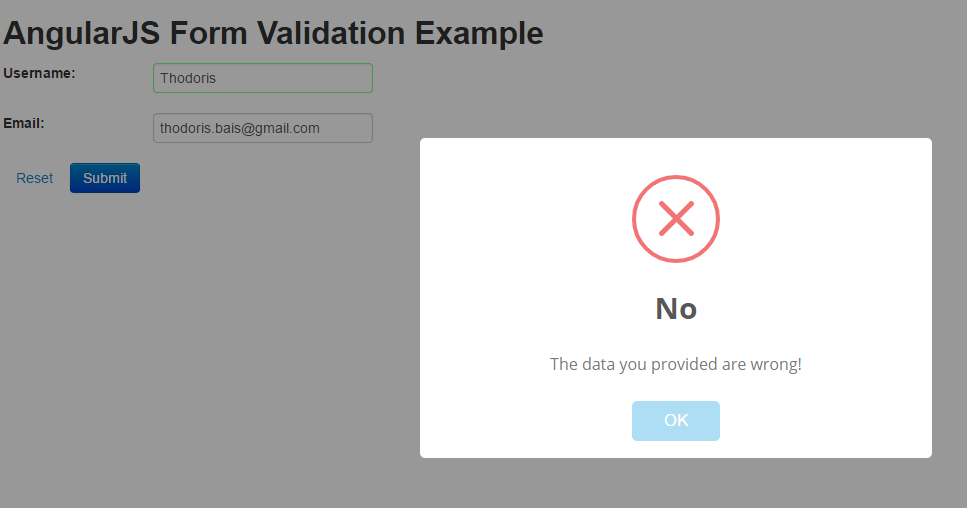 AngularJS Form Validation Example
Username: Thodoris
Email: thodoris.bais@gmail.com
Reset Submit
No
The data you provided are wrong!
OK